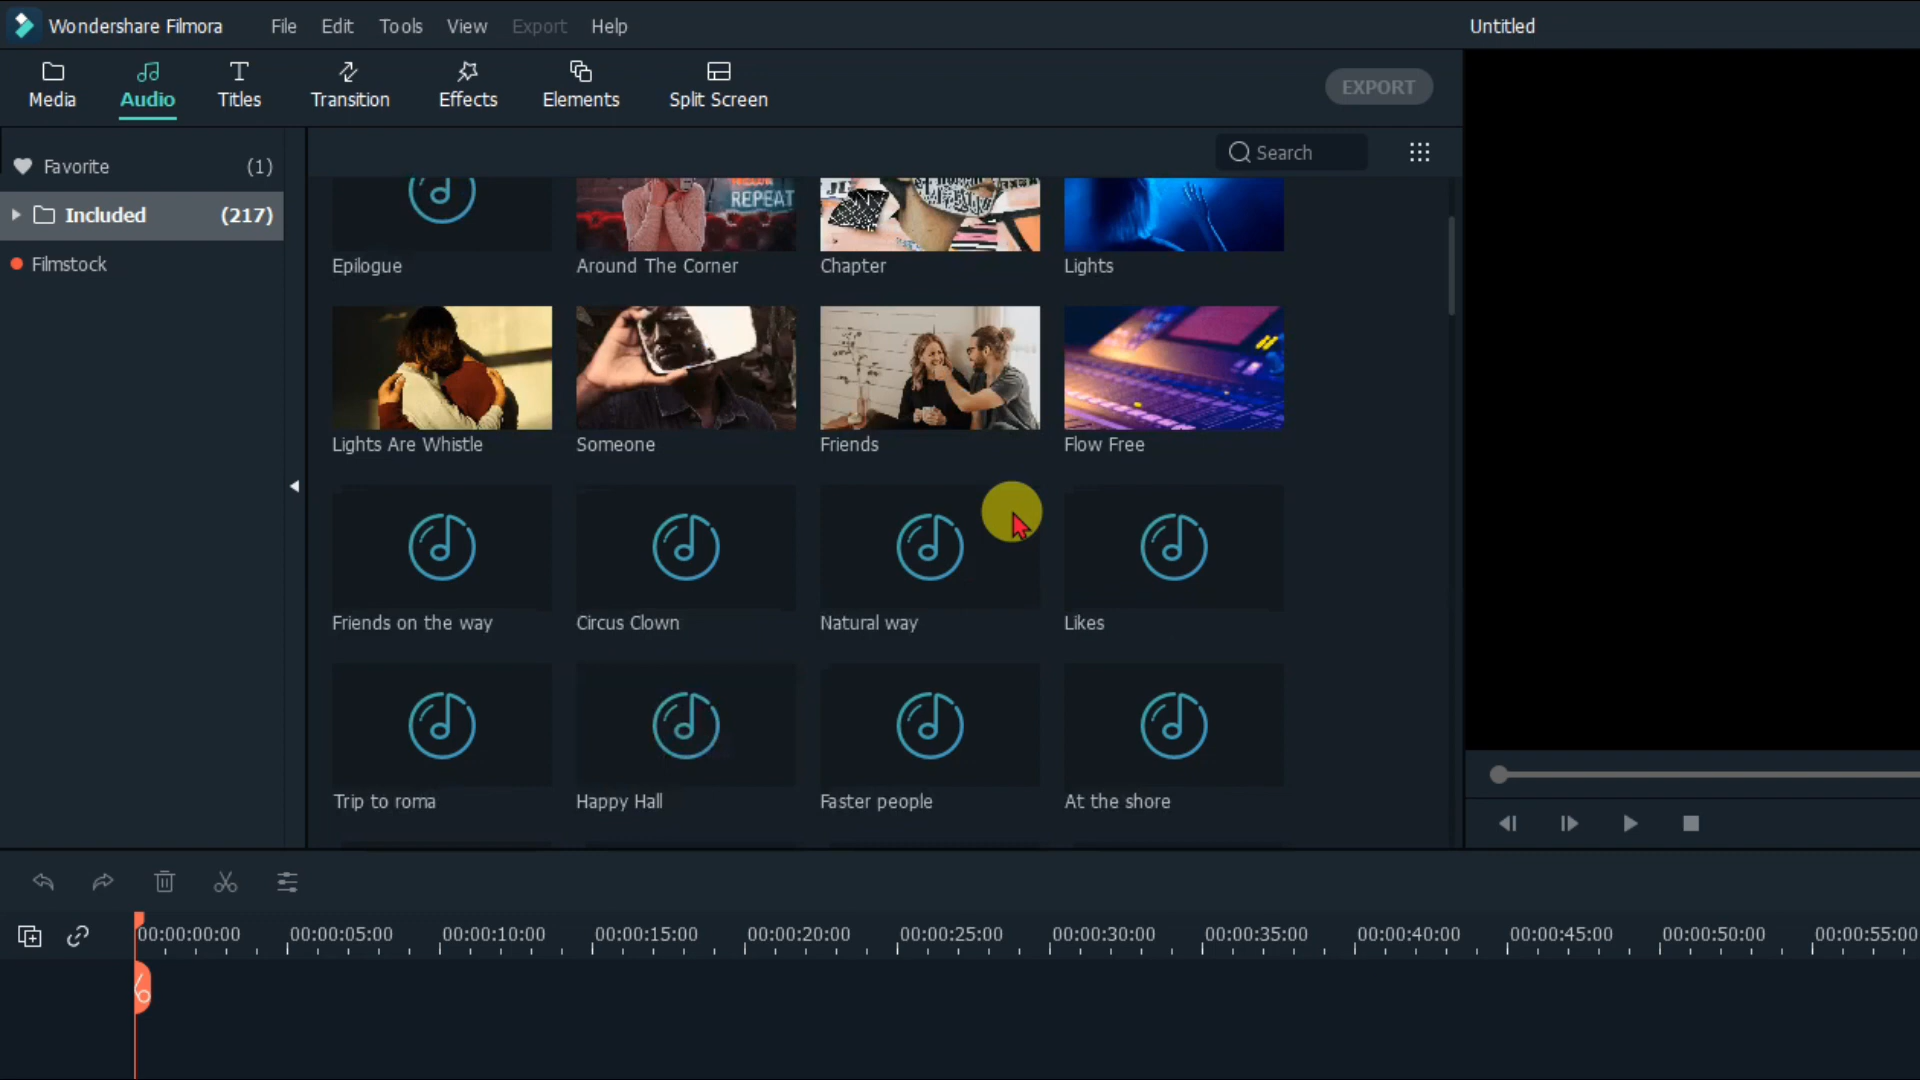 Wondershare Filmora File Edit Tools View Export Help Untitled
Media Audio Titles Transition Effects Elements Split Screen EXPORT
Favorite (1)
Search
Included (217)
Filmstock
REPEAT
Epilogue Around The Corner Chapter Lights
Lights Are Whistle Someone Friends Flow Free
Friends on the way Circus Clown Natural way Likes
Trip to roma Happy Hall Faster people At the shore
00:00:00:00 00:00:05:00 00:00:10:00 00:00:15:00 00:00:20:00 00:00:25:00 00:00:30:00 00:00:35:00 00:00:40:00 00:00:45:00 00:00:50:00 00:00:55:00